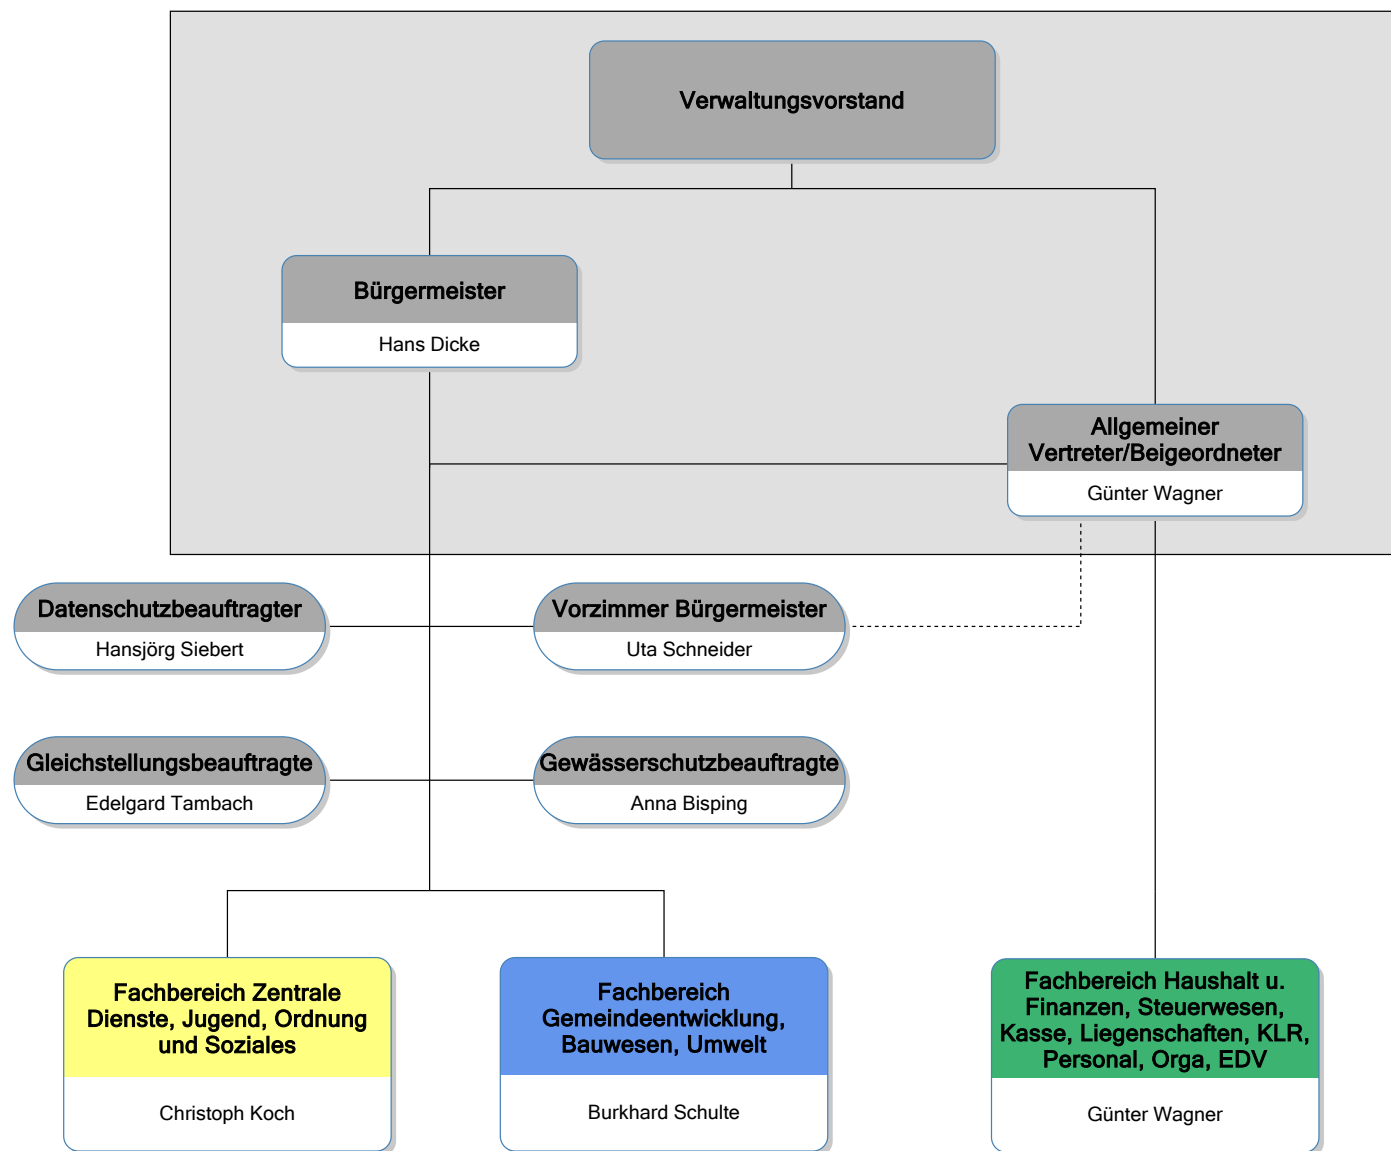 Verwaltungsvorstand
Bürgermeister
Hans Dicke
Allgemeiner
Vertreter/Beigeordneter
Günter Wagner
Datenschutzbeauftragter
Hansjörg Siebert
Vorzimmer Bürgermeister
Uta Schneider
Gleichstellungsbeauftragte
Edelgard Tambach
Gewässerschutzbeauftragte
Anna Bisping
Fachbereich Zentrale
Dienste, Jugend, Ordnung
und Soziales
Christoph Koch
Fachbereich
Gemeindeentwicklung,
Bauwesen, Umwelt
Burkhard Schulte
Fachbereich Haushalt u.
Finanzen, Steuerwesen,
Kasse, Liegenschaften, KLR,
Personal, Orga, EDV
Günter Wagner